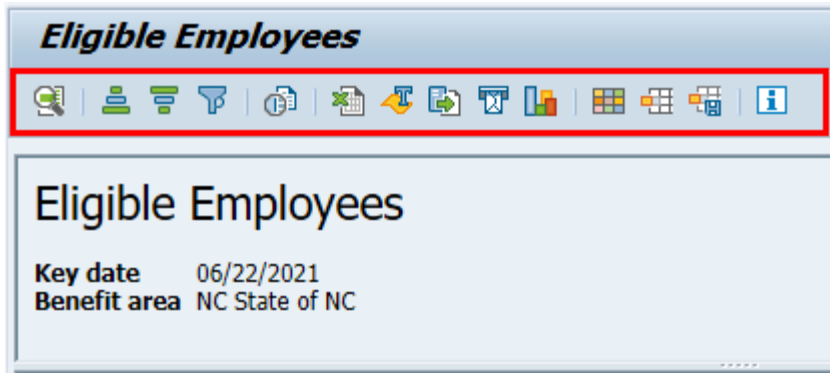 Eligible Employees
Eligible Employees
Key date 06/22/2021
Benefit area NC State of NC